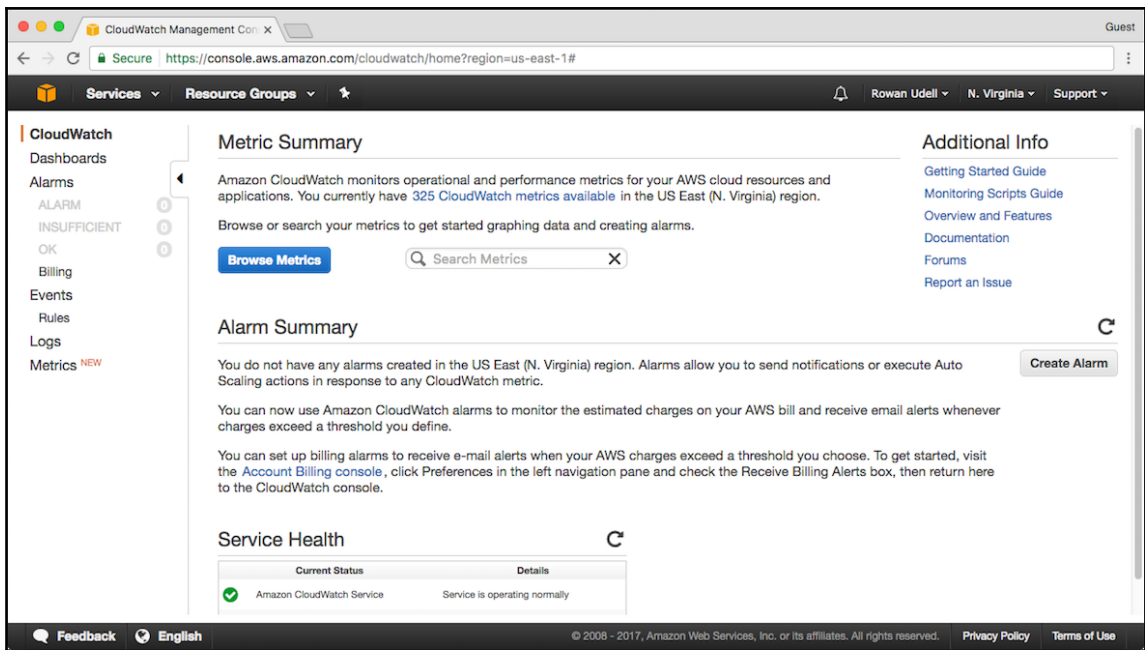 CloudWatch Management Con
Guest
Secure https://console.aws.amazon.com/cloudwatch/home?region=us-east-1#
Services Resource Groups Rowan Udell N. Virginia Support
CloudWatch
Dashboards
Alarms
ALARM 0
INSUFFICIENT 0
OK 0
Billing
Events
Rules
Logs
Metrics NEW
Metric Summary
Amazon CloudWatch monitors operational and performance metrics for your AWS cloud resources and
applications. You currently have 325 CloudWatch metrics available in the US East (N. Virginia) region.
Browse or search your metrics to get started graphing data and creating alarms.
Browse Metrics Search Metrics
Additional Info
Getting Started Guide
Monitoring Scripts Guide
Overview and Features
Documentation
Forums
Report an Issue
Alarm Summary
You do not have any alarms created in the US East (N. Virginia) region. Alarms allow you to send notifications or execute Auto
Scaling actions in response to any CloudWatch metric.
Create Alarm
You can now use Amazon CloudWatch alarms to monitor the estimated charges on your AWS bill and receive email alerts whenever
charges exceed a threshold you define.
You can set up billing alarms to receive e-mail alerts when your AWS charges exceed a threshold you choose. To get started, visit
the Account Billing console, click Preferences in the left navigation pane and check the Receive Billing Alerts box, then return here
to the CloudWatch console.
Service Health
Current Status Details
Amazon CloudWatch Service Service is operating normally
Feedback English © 2008 - 2017, Amazon Web Services, Inc. or its affiliates. All rights reserved. Privacy Policy Terms of Use